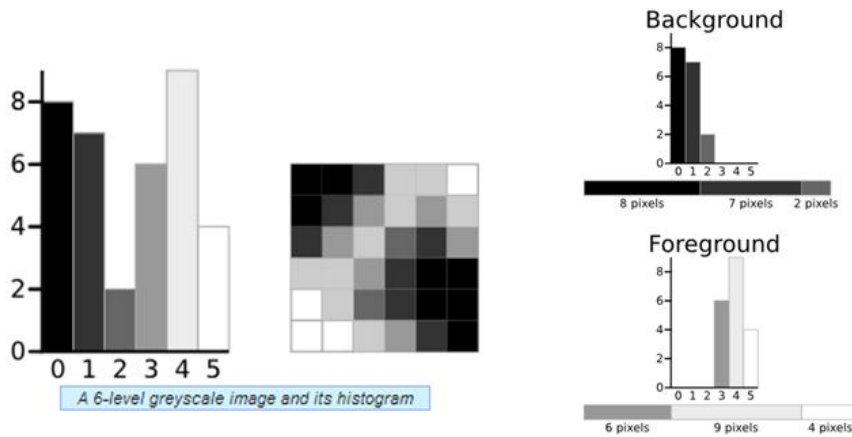 8
6
4
2
0
0 1 2 3 4 5
A 6-level greyscale image and its histogram
Background
8
6
4
2
0
0 1 2 3 4 5
8 pixels 7 pixels 2 pixels
Foreground
8
6
4
2
0
0 1 2 3 4 5
6 pixels 9 pixels 4 pixels